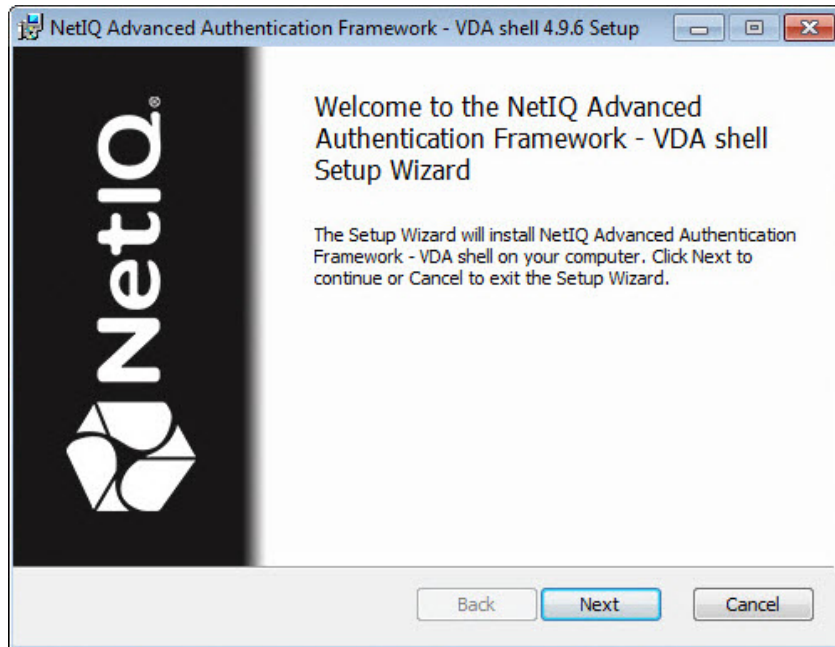 NetIQ Advanced Authentication Framework - VDA shell 4.9.6 Setup
NetIQ®
Welcome to the NetIQ Advanced
Authentication Framework - VDA shell
Setup Wizard
The Setup Wizard will install NetIQ Advanced Authentication
Framework - VDA shell on your computer. Click Next to
continue or Cancel to exit the Setup Wizard.
Back
Next
Cancel